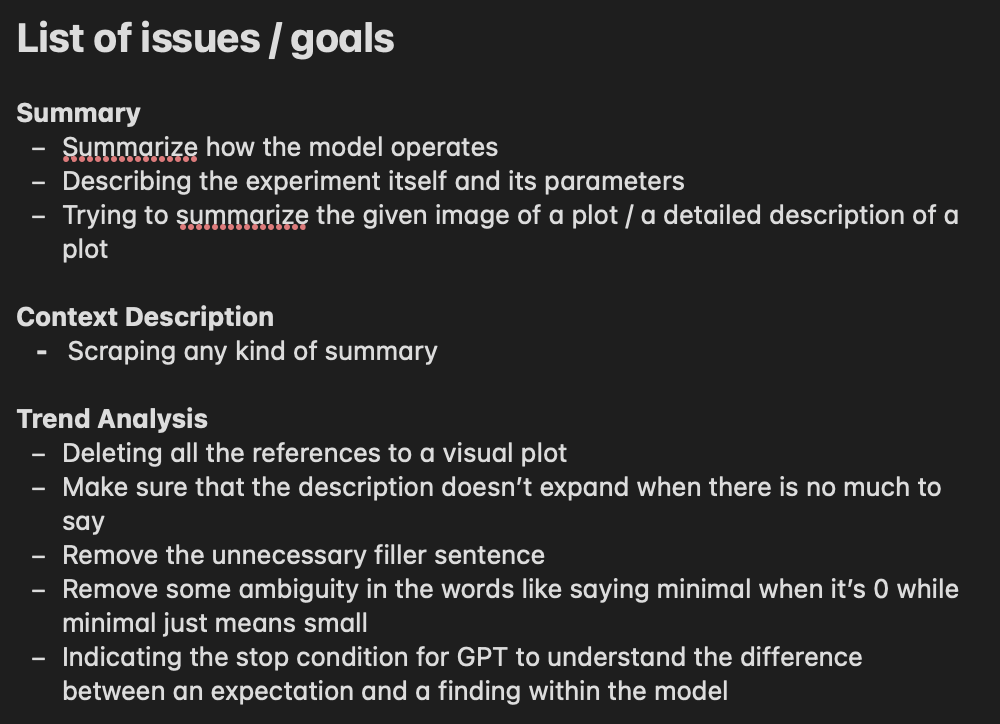 List of issues / goals
Summary
– Summarize how the model operates
– Describing the experiment itself and its parameters
– Trying to summarize the given image of a plot / a detailed description of a
plot
Context Description
- Scraping any kind of summary
Trend Analysis
– Deleting all the references to a visual plot
– Make sure that the description doesn’t expand when there is no much to
say
– Remove the unnecessary filler sentence
– Remove some ambiguity in the words like saying minimal when it’s 0 while
minimal just means small
– Indicating the stop condition for GPT to understand the difference
between an expectation and a finding within the model